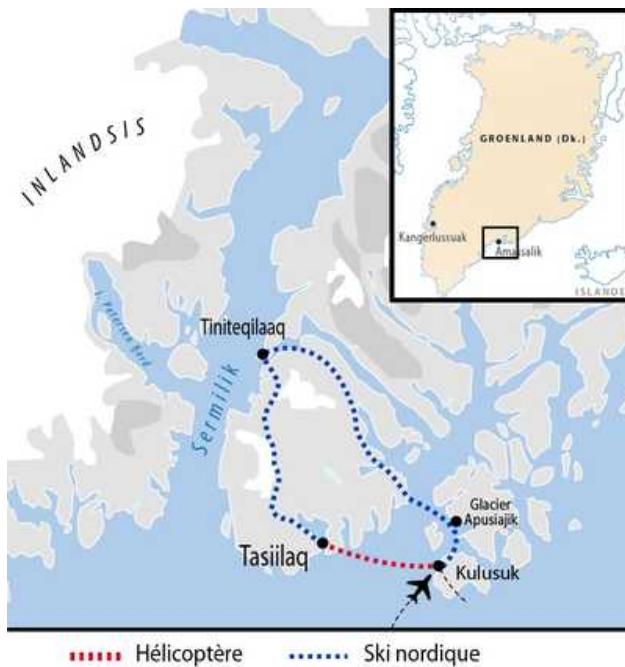 INLANDSIS
GROENLAND (Dk.)
Kangerlussuak
Amassalik
ISLANDE
Tiniteqilaaq
Sermilik
Glacier
Apusiajik
Tasiilaq
Kulusuk
Hélicoptère
Ski nordique